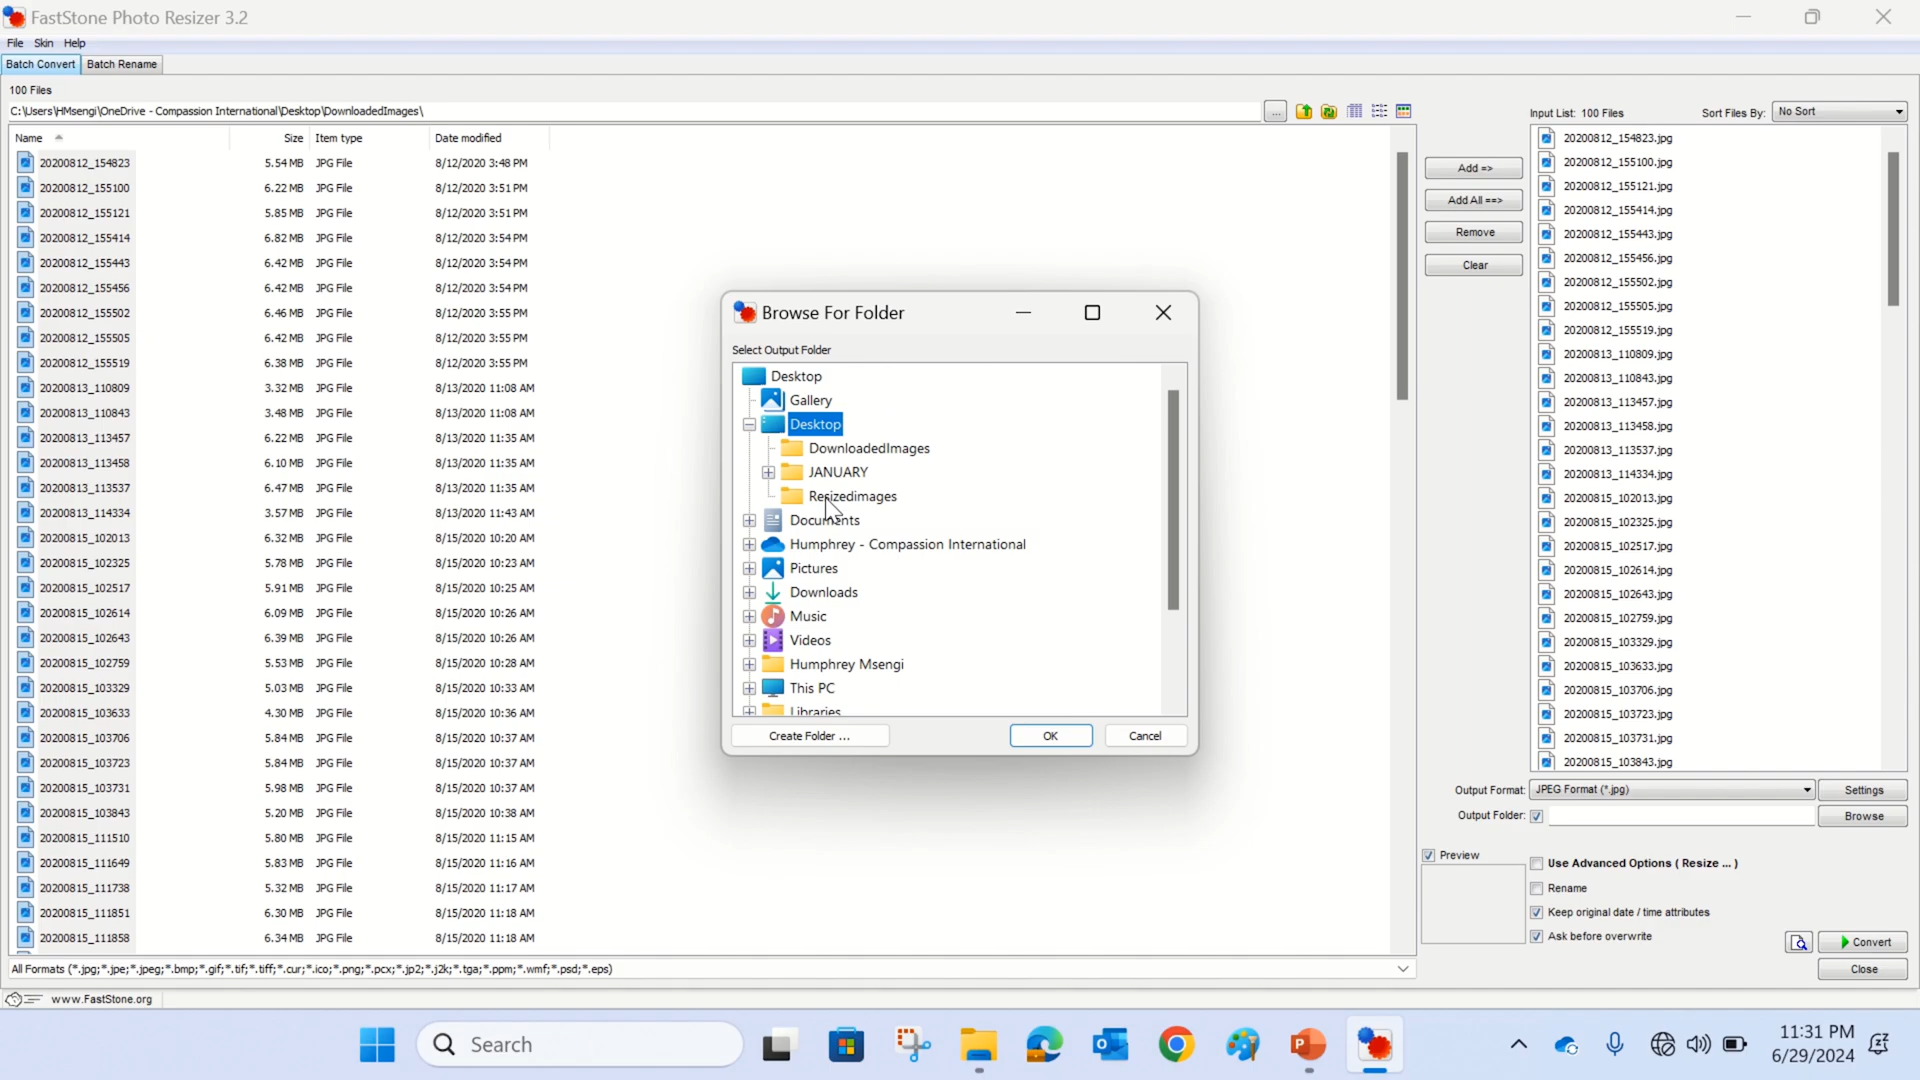 FastStone Photo Resizer 3.2
File Skin Help
Batch Convert Batch Rename
100 Files
C:\Users\HMsengi\OneDrive - Compassion International\Desktop\DownloadedImages\ ...
Name Size Item type Date modified
20200812_154823 5.54 MB JPG File 8/12/2020 3:48 PM
20200812_155100 6.22 MB JPG File 8/12/2020 3:51 PM
20200812_155121 5.85 MB JPG File 8/12/2020 3:51 PM
20200812_155414 6.82 MB JPG File 8/12/2020 3:54 PM
20200812_155443 6.42 MB JPG File 8/12/2020 3:54 PM
20200812_155456 6.42 MB JPG File 8/12/2020 3:54 PM
20200812_155502 6.46 MB JPG File 8/12/2020 3:55 PM
20200812_155505 6.42 MB JPG File 8/12/2020 3:55 PM
20200812_155519 6.38 MB JPG File 8/12/2020 3:55 PM
20200813_110809 3.32 MB JPG File 8/13/2020 11:08 AM
20200813_110843 3.48 MB JPG File 8/13/2020 11:08 AM
20200813_113457 6.22 MB JPG File 8/13/2020 11:35 AM
20200813_113458 6.10 MB JPG File 8/13/2020 11:35 AM
20200813_113537 6.47 MB JPG File 8/13/2020 11:35 AM
20200813_114334 3.57 MB JPG File 8/13/2020 11:43 AM
20200815_102013 6.32 MB JPG File 8/15/2020 10:20 AM
20200815_102325 5.78 MB JPG File 8/15/2020 10:23 AM
20200815_102517 5.91 MB JPG File 8/15/2020 10:25 AM
20200815_102614 6.09 MB JPG File 8/15/2020 10:26 AM
20200815_102643 6.39 MB JPG File 8/15/2020 10:26 AM
20200815_102759 5.53 MB JPG File 8/15/2020 10:28 AM
20200815_103329 5.03 MB JPG File 8/15/2020 10:33 AM
20200815_103633 4.30 MB JPG File 8/15/2020 10:36 AM
20200815_103706 5.84 MB JPG File 8/15/2020 10:37 AM
20200815_103723 5.84 MB JPG File 8/15/2020 10:37 AM
20200815_103731 5.98 MB JPG File 8/15/2020 10:37 AM
20200815_103843 5.20 MB JPG File 8/15/2020 10:38 AM
20200815_111510 5.80 MB JPG File 8/15/2020 11:15 AM
20200815_111649 5.83 MB JPG File 8/15/2020 11:16 AM
20200815_111738 5.32 MB JPG File 8/15/2020 11:17 AM
20200815_111851 6.30 MB JPG File 8/15/2020 11:18 AM
20200815_111858 6.34 MB JPG File 8/15/2020 11:18 AM
All Formats (*.jpg;*.jpe;*.jpeg;*.bmp;*.gif;*.tif;*.tiff;*.cur;*.ico;*.png;*.pcx;*.jp2;*.j2k;*.tga;*.ppm;*.wmf;*.psd;*.eps)
www.FastStone.org
Browse For Folder
Select Output Folder
Desktop
Gallery
Desktop
DownloadedImages
JANUARY
Resizedimages
Documents
Humphrey - Compassion International
Pictures
Downloads
Music
Videos
Humphrey Msengi
This PC
Libraries
Create Folder ... OK Cancel
Add =>
Add All ==>
Remove
Clear
Input List: 100 Files Sort Files By: No Sort
20200812_154823.jpg
20200812_155100.jpg
20200812_155121.jpg
20200812_155414.jpg
20200812_155443.jpg
20200812_155456.jpg
20200812_155502.jpg
20200812_155505.jpg
20200812_155519.jpg
20200813_110809.jpg
20200813_110843.jpg
20200813_113457.jpg
20200813_113458.jpg
20200813_113537.jpg
20200813_114334.jpg
20200815_102013.jpg
20200815_102325.jpg
20200815_102517.jpg
20200815_102614.jpg
20200815_102643.jpg
20200815_102759.jpg
20200815_103329.jpg
20200815_103633.jpg
20200815_103706.jpg
20200815_103723.jpg
20200815_103731.jpg
20200815_103843.jpg
Output Format: JPEG Format (*.jpg) Settings
Output Folder: Browse
Preview
Use Advanced Options ( Resize ... )
Rename
Keep original date / time attributes
Ask before overwrite
Convert
Close
Search
11:31 PM
6/29/2024